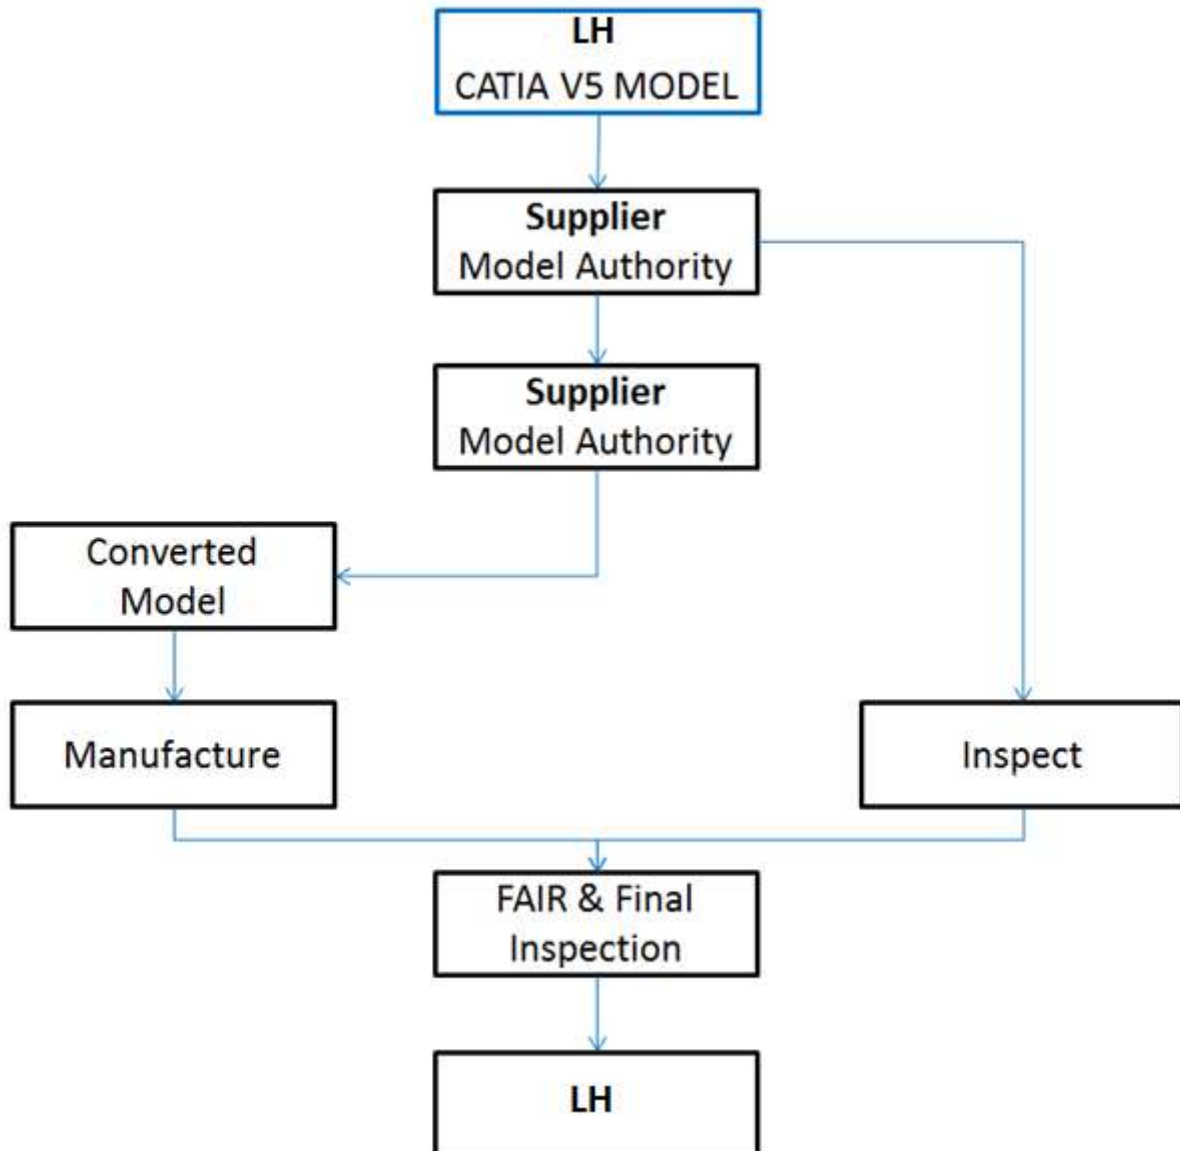 LH
CATIA V5 MODEL
Supplier
Model Authority
Supplier
Model Authority
Converted
Model
Manufacture
Inspect
FAIR & Final
Inspection
LH